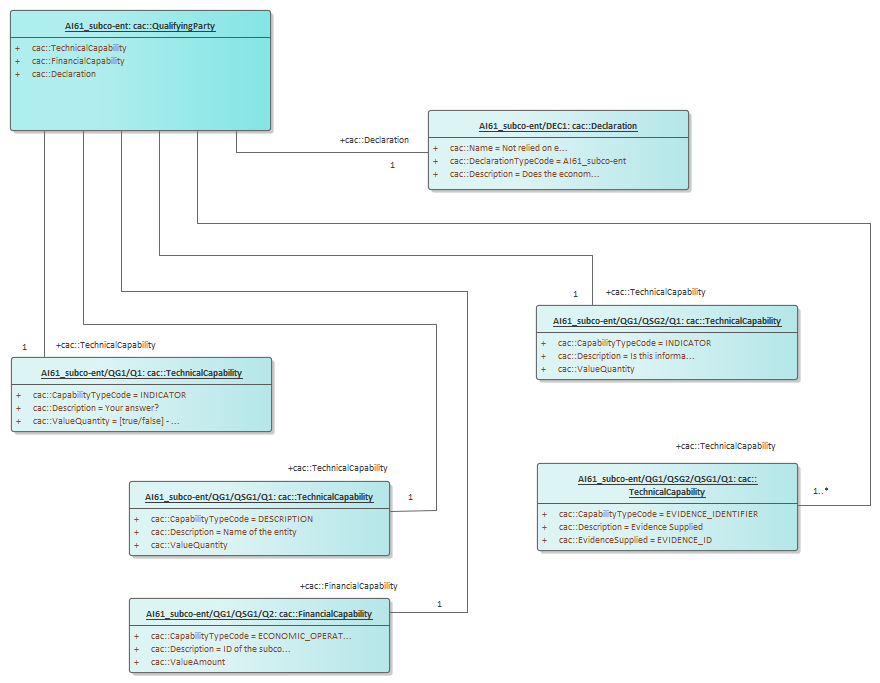 AI61_subco-ent: cac::QualifyingParty
+ cac::TechnicalCapability
+ cac::FinancialCapability
+ cac::Declaration
+cac::Declaration
1
AI61_subco-ent/DEC1: cac::Declaration
+ cac::Name = Not relied on e...
+ cac::DeclarationTypeCode = AI61_subco-ent
+ cac::Description = Does the econom...
1
+cac::TechnicalCapability
AI61_subco-ent/QG1/QSG2/Q1: cac::TechnicalCapability
+ cac::CapabilityTypeCode = INDICATOR
+ cac::Description = Is this informa...
+ cac::ValueQuantity
1
+cac::TechnicalCapability
AI61_subco-ent/QG1/Q1: cac::TechnicalCapability
+ cac::CapabilityTypeCode = INDICATOR
+ cac::Description = Your answer?
+ cac::ValueQuantity = [true/false] - ...
+cac::TechnicalCapability
1..*
AI61_subco-ent/QG1/QSG2/QSG1/Q1: cac::
TechnicalCapability
+ cac::CapabilityTypeCode = EVIDENCE_IDENTIFIER
+ cac::Description = Evidence Supplied
+ cac::EvidenceSupplied = EVIDENCE_ID
+cac::TechnicalCapability
1
AI61_subco-ent/QG1/QSG1/Q1: cac::TechnicalCapability
+ cac::CapabilityTypeCode = DESCRIPTION
+ cac::Description = Name of the entity
+ cac::ValueQuantity
+cac::FinancialCapability
1
AI61_subco-ent/QG1/QSG1/Q2: cac::FinancialCapability
+ cac::CapabilityTypeCode = ECONOMIC_OPERAT...
+ cac::Description = ID of the subco...
+ cac::ValueAmount